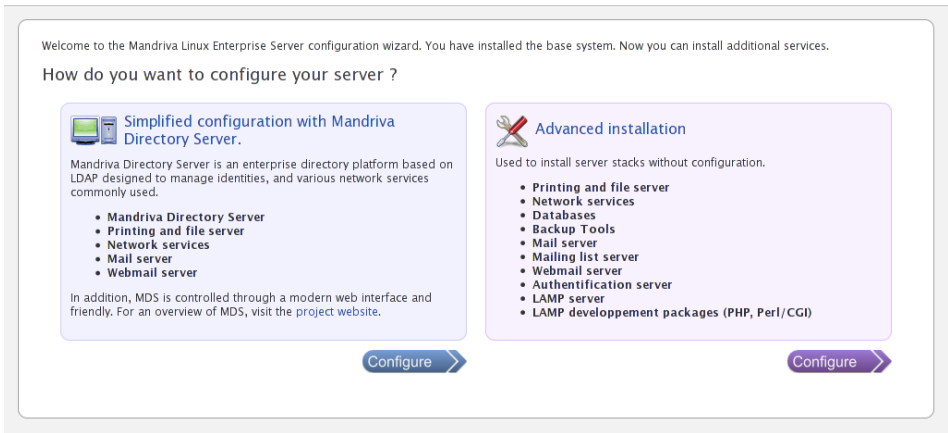 Welcome to the Mandriva Linux Enterprise Server configuration wizard. You have installed the base system. Now you can install additional services.
How do you want to configure your server ?
Simplified configuration with Mandriva
Directory Server.
Mandriva Directory Server is an enterprise directory platform based on
LDAP designed to manage identities, and various network services
commonly used.
• Mandriva Directory Server
• Printing and file server
• Network services
• Mail server
• Webmail server
In addition, MDS is controlled through a modern web interface and
friendly. For an overview of MDS, visit the project website.
Configure
Advanced installation
Used to install server stacks without configuration.
• Printing and file server
• Network services
• Databases
• Backup Tools
• Mail server
• Mailing list server
• Webmail server
• Authentification server
• LAMP server
• LAMP developpement packages (PHP, Perl/CGI)
Configure